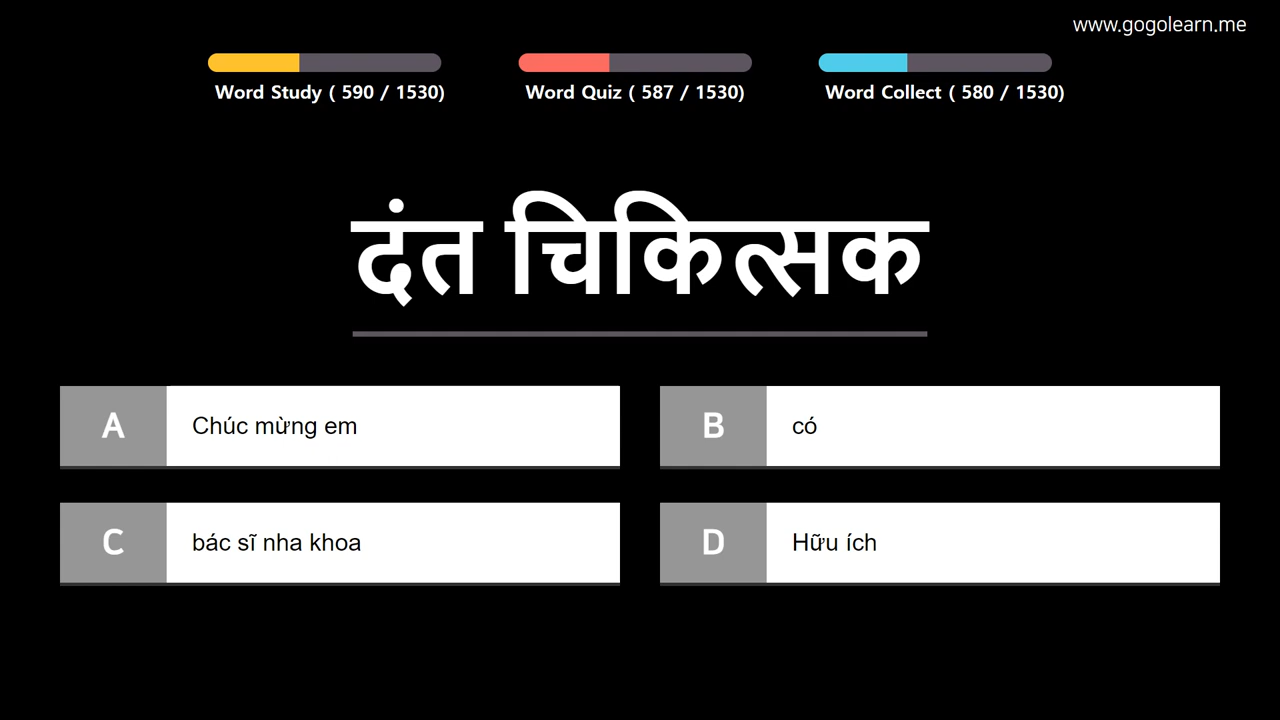 www.gogolearn.me
Word Study ( 590 / 1530)
Word Quiz ( 587 / 1530)
Word Collect ( 580 / 1530)
दंत चिकित्सक
A
Chúc mừng em
B
có
C
bác sĩ nha khoa
D
Hữu ích